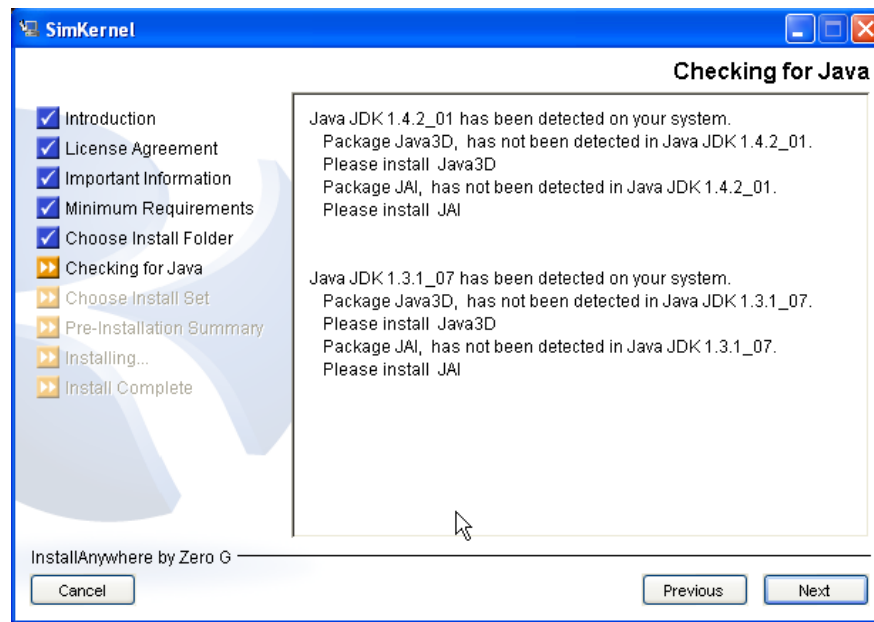 SimKernel
Checking for Java
Introduction
License Agreement
Important Information
Minimum Requirements
Choose Install Folder
Checking for Java
Choose Install Set
Pre-Installation Summary
Installing...
Install Complete
Java JDK 1.4.2_01 has been detected on your system.
Package Java3D, has not been detected in Java JDK 1.4.2_01.
Please install Java3D
Package JAI, has not been detected in Java JDK 1.4.2_01.
Please install JAI
Java JDK 1.3.1_07 has been detected on your system.
Package Java3D, has not been detected in Java JDK 1.3.1_07.
Please install Java3D
Package JAI, has not been detected in Java JDK 1.3.1_07.
Please install JAI
InstallAnywhere by Zero G
Cancel
Previous
Next